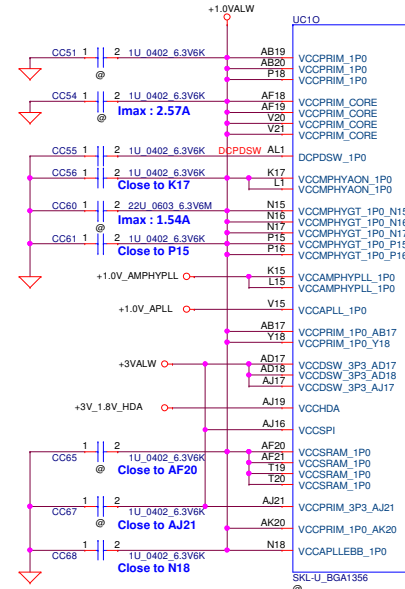 +1.0VALW
UC1O
CC51 1 2 1U_0402_6.3V6K AB19 VCCPRIM_1P0
AB20 VCCPRIM_1P0
@ P18 VCCPRIM_1P0
CC54 1 2 1U_0402_6.3V6K AF18 VCCPRIM_CORE
@ Imax : 2.57A AF19 VCCPRIM_CORE
V20 VCCPRIM_CORE
V21 VCCPRIM_CORE
CC55 1 2 1U_0402_6.3V6K DCPDSW AL1 DCPDSW_1P0
CC56 1 2 1U_0402_6.3V6K K17 VCCMPHYAON_1P0
Close to K17 L1 VCCMPHYAON_1P0
CC60 1 2 22U_0603_6.3V6M N15 VCCMPHYGT_1P0_N15
@ Imax : 1.54A N16 VCCMPHYGT_1P0_N16
N17 VCCMPHYGT_1P0_N17
CC61 1 2 1U_0402_6.3V6K P15 VCCMPHYGT_1P0_P15
Close to P15 P16 VCCMPHYGT_1P0_P16
+1.0V_AMPHYPLL K15 VCCAMPHYPLL_1P0
L15 VCCAMPHYPLL_1P0
+1.0V_APLL V15 VCCAPLL_1P0
AB17 VCCPRIM_1P0_AB17
Y18 VCCPRIM_1P0_Y18
+3VALW AD17 VCCDSW_3P3_AD17
AD18 VCCDSW_3P3_AD18
AJ17 VCCDSW_3P3_AJ17
+3V_1.8V_HDA AJ19 VCCHDA
AJ16 VCCSPI
CC65 1 2 1U_0402_6.3V6K AF20 VCCSRAM_1P0
@ Close to AF20 AF21 VCCSRAM_1P0
T19 VCCSRAM_1P0
T20 VCCSRAM_1P0
CC67 1 2 1U_0402_6.3V6K AJ21 VCCPRIM_3P3_AJ21
@ Close to AJ21 AK20 VCCPRIM_1P0_AK20
CC68 1 2 1U_0402_6.3V6K N18 VCCAPLLEBB_1P0
Close to N18
SKL-U_BGA1356
@